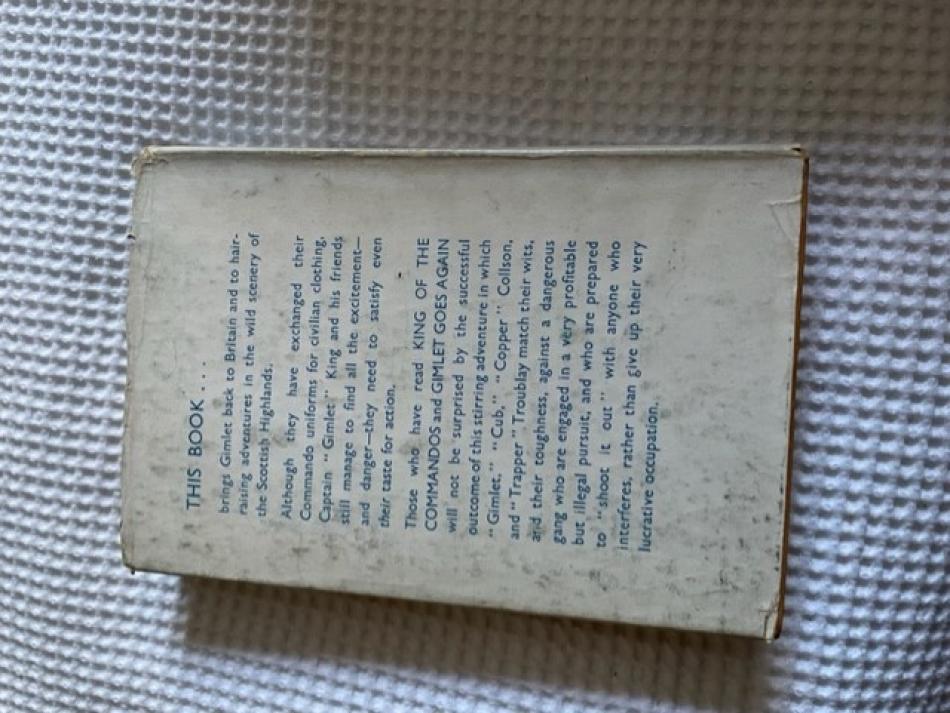 THIS BOOK . . . .
brings Gimlet back to Britain and to hair-
raising adventures in the wild scenery of
the Scottish Highlands.
Although they have exchanged their
Commando uniforms for civilian clothing,
Captain “ Gimlet ” King and his friends
still manage to find all the excitement—
and danger—they need to satisfy even
their taste for action.
Those who have read KING OF THE
COMMANDOS and GIMLET GOES AGAIN
will not be surprised by the successful
outcome of this stirring adventure in which
“ Gimlet,” “ Cub,” “ Copper ” Collson,
and “ Trapper ” Troublay match their wits,
and their toughness, against a dangerous
gang who are engaged in a very profitable
but illegal pursuit, and who are prepared
to “ shoot it out ” with anyone who
interferes, rather than give up their very
lucrative occupation.